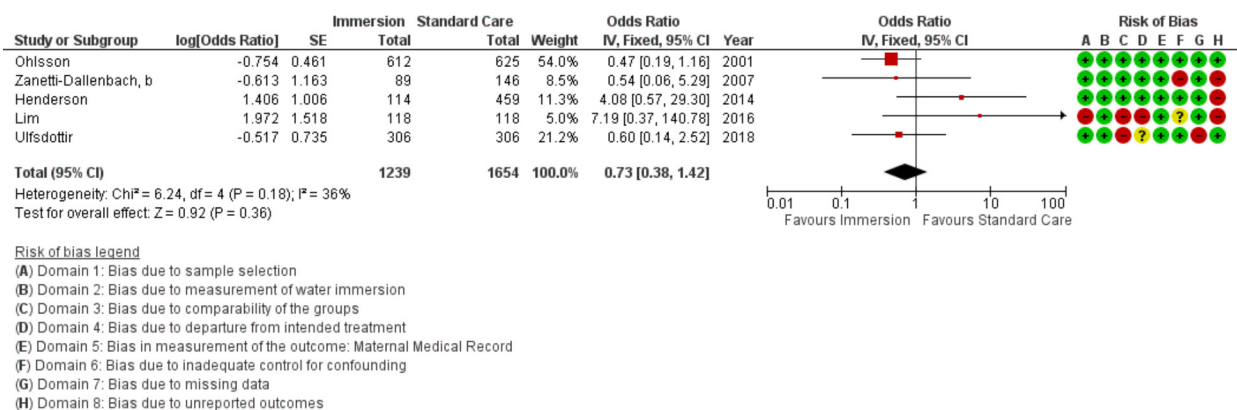 Immersion Standard Care Odds Ratio Odds Ratio Risk of Bias
Study or Subgroup log[Odds Ratio] SE Total Total Weight IV, Fixed, 95% CI Year IV, Fixed, 95% CI A B C D E F G H
Ohlsson -0.754 0.461 612 625 54.0% 0.47 [0.19, 1.16] 2001 + + + + + + + +
Zanetti-Dallenbach, b -0.613 1.163 89 146 8.5% 0.54 [0.06, 5.29] 2007 + + + + + - + -
Henderson 1.406 1.006 114 459 11.3% 4.08 [0.57, 29.30] 2014 + + + + + + + -
Lim 1.972 1.518 118 118 5.0% 7.19 [0.37, 140.78] 2016 - + - - + ? + -
Ulfsdottir -0.517 0.735 306 306 21.2% 0.60 [0.14, 2.52] 2018 + + - ? + + - +
Total (95% CI) 1239 1654 100.0% 0.73 [0.38, 1.42]
Heterogeneity: Chi² = 6.24, df = 4 (P = 0.18); I² = 36%
Test for overall effect: Z = 0.92 (P = 0.36)
0.01 0.1 1 10 100
Favours Immersion Favours Standard Care
Risk of bias legend
(A) Domain 1: Bias due to sample selection
(B) Domain 2: Bias due to measurement of water immersion
(C) Domain 3: Bias due to comparability of the groups
(D) Domain 4: Bias due to departure from intended treatment
(E) Domain 5: Bias in measurement of the outcome: Maternal Medical Record
(F) Domain 6: Bias due to inadequate control for confounding
(G) Domain 7: Bias due to missing data
(H) Domain 8: Bias due to unreported outcomes